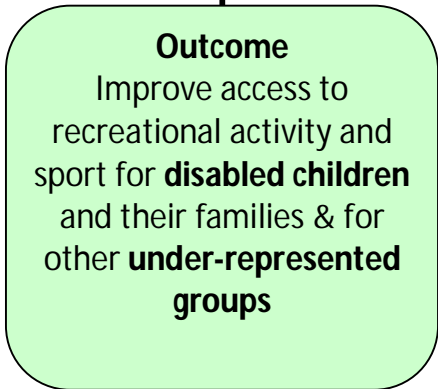 Outcome
Improve access to
recreational activity and
sport for disabled children
and their families & for
other under-represented
groups